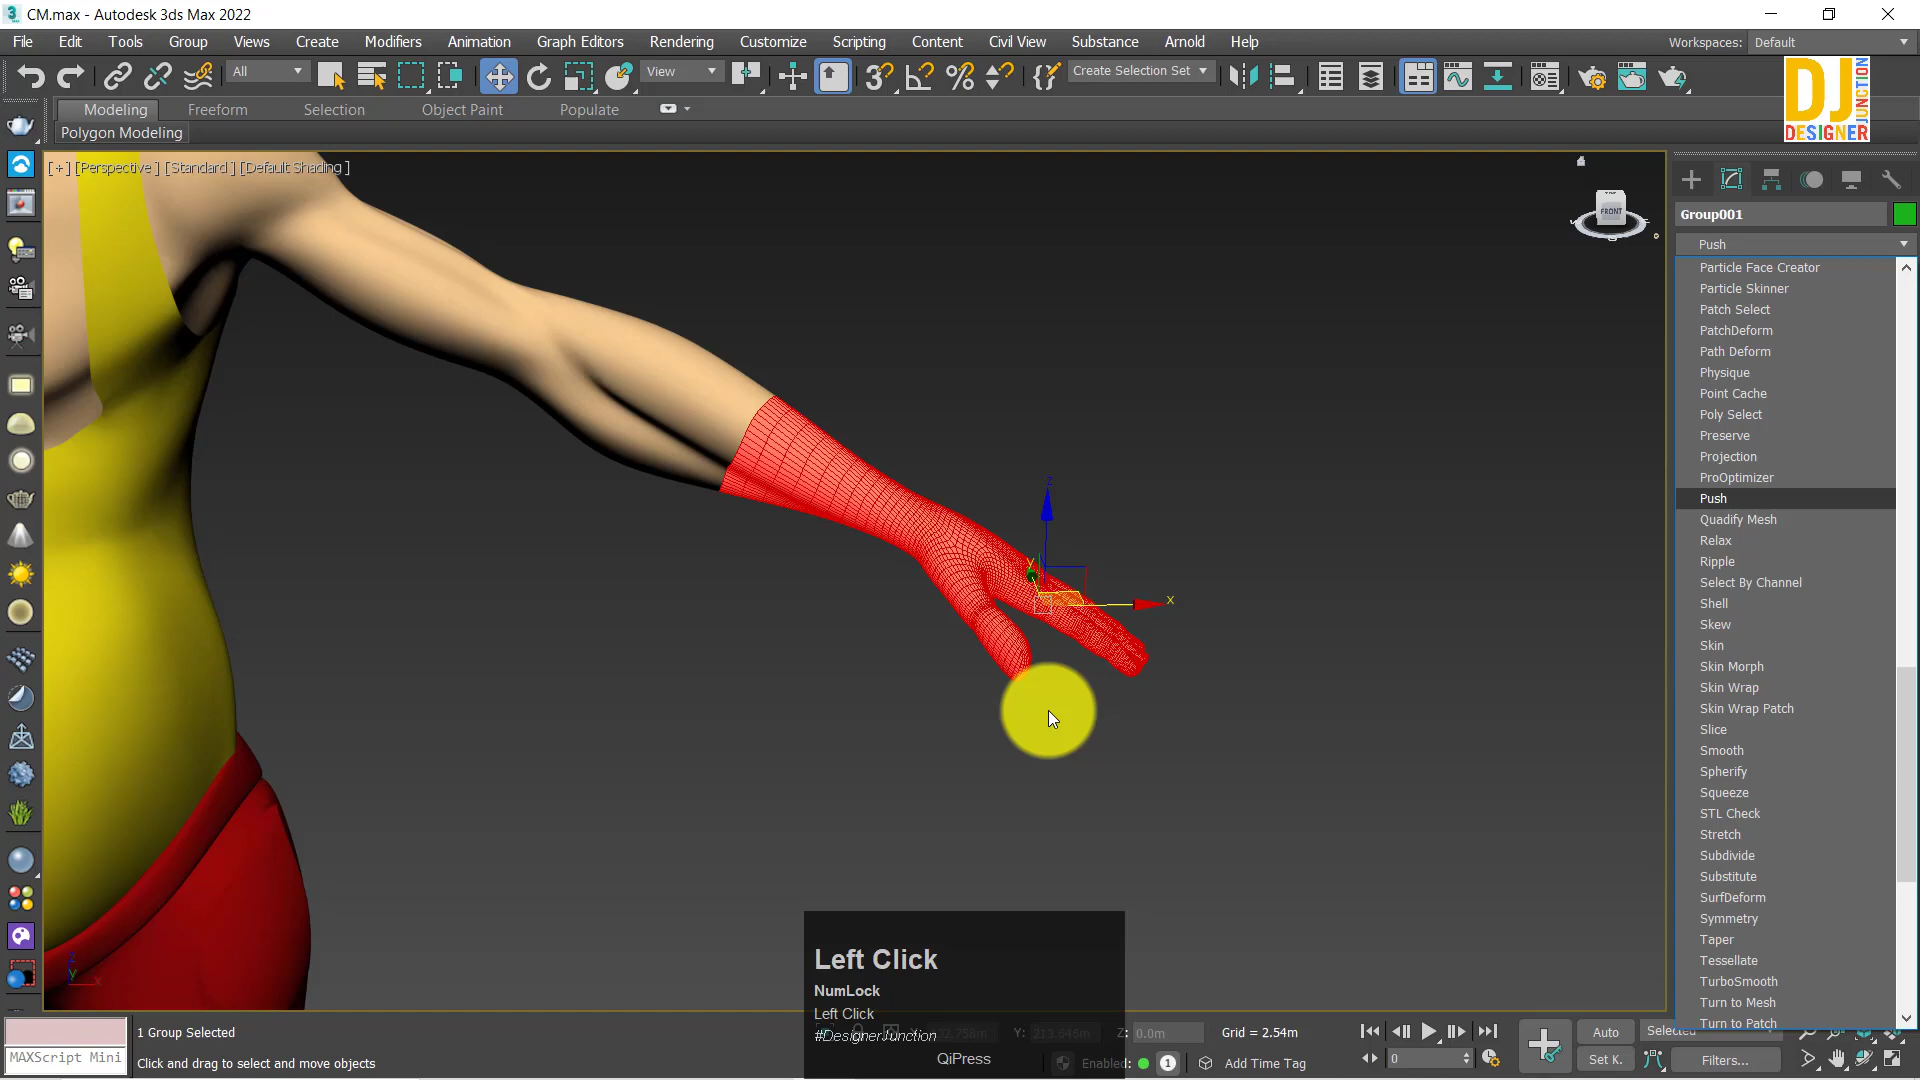 CM.max - Autodesk 3ds Max 2022
File Edit Tools Group Views Create Modifiers Animation Graph Editors Rendering Customize Scripting Content Civil View Substance Arnold Help Workspaces: Default
All View Create Selection Set
Modeling Freeform Selection Object Paint Populate
Polygon Modeling
DJ
JUNCTION
DESIGNER
[+] [Perspective] [Standard] [Default Shading]
FRONT
Group001
Push
Particle Face Creator
Particle Skinner
Patch Select
PatchDeform
Path Deform
Physique
Point Cache
Poly Select
Preserve
Projection
ProOptimizer
Push
Quadify Mesh
Relax
Ripple
Select By Channel
Shell
Skew
Skin
Skin Morph
Skin Wrap
Skin Wrap Patch
Slice
Smooth
Spherify
Squeeze
STL Check
Stretch
Subdivide
Substitute
SurfDeform
Symmetry
Taper
Tessellate
TurboSmooth
Turn to Mesh
Turn to Patch
z
y
x
z
y
x
Left Click
NumLock
Left Click
#DesignerJunction
QiPress
1 Group Selected
Y: Z: 0.0m Grid = 2.54m
Auto Selected
MAXScript Mini
Click and drag to select and move objects
Enabled: 1 Add Time Tag
0
Set K. Filters...